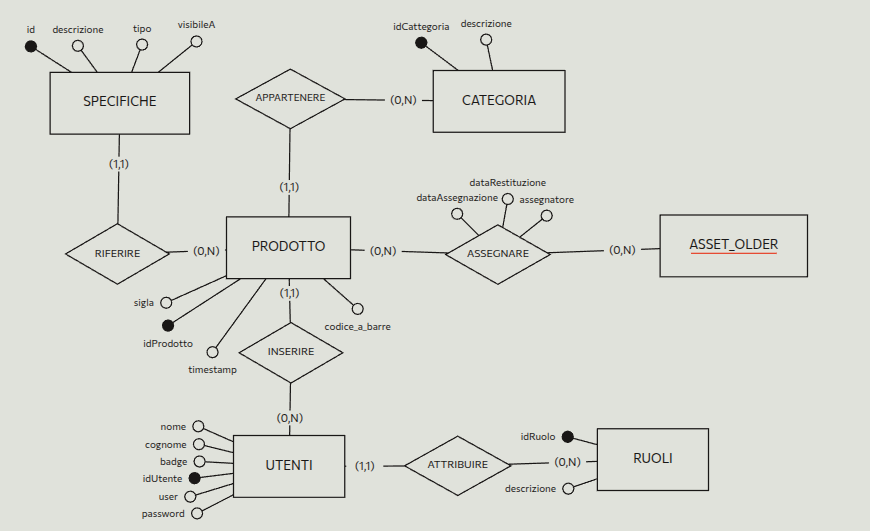 id
descrizione
tipo
visibileA
SPECIFICHE
(1,1)
RIFERIRE
(0,N)
APPARTENERE
(0,N)
(1,1)
idCattegoria
descrizione
CATEGORIA
PRODOTTO
sigla
idProdotto
timestamp
codice_a_barre
(0,N)
dataAssegnazione
dataRestituzione
assegnatore
ASSEGNARE
(0,N)
ASSET_OLDER
(1,1)
INSERIRE
(0,N)
nome
cognome
badge
idUtente
user
password
UTENTI
(1,1)
ATTRIBUIRE
(0,N)
idRuolo
descrizione
RUOLI